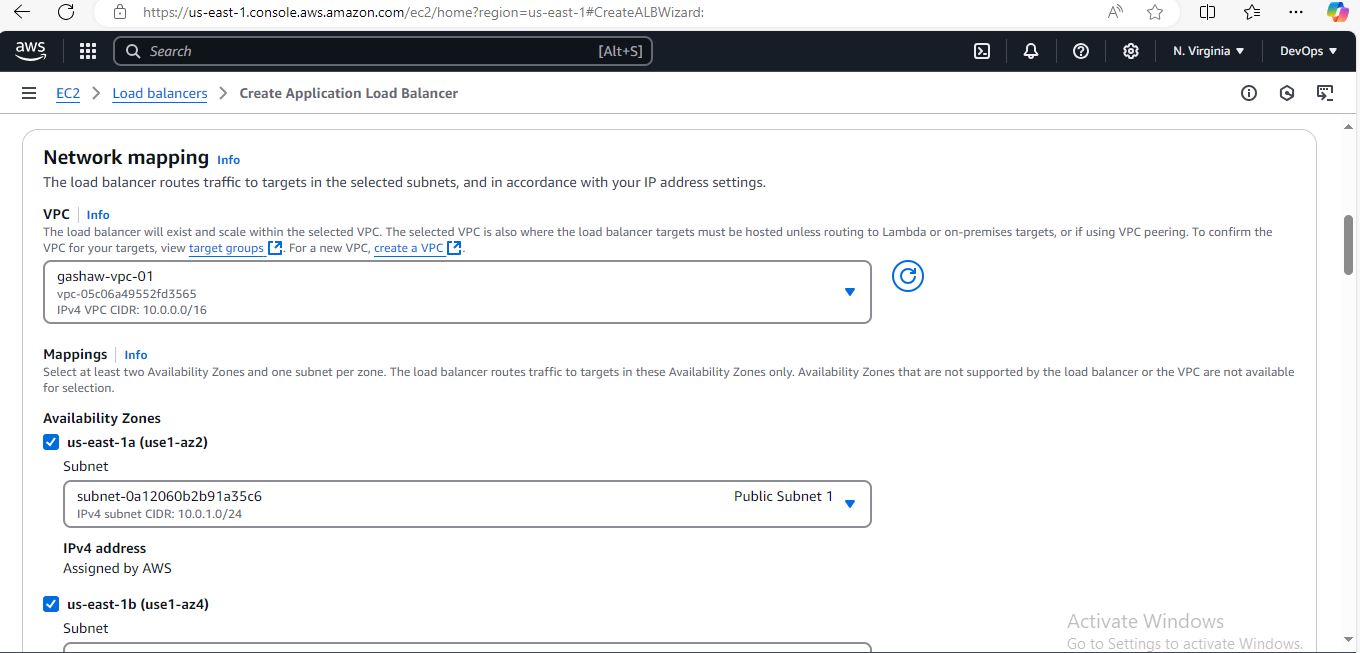 https://us-east-1.console.aws.amazon.com/ec2/home?region=us-east-1#CreateALBWizard:
aws Search [Alt+S] N. Virginia DevOps
EC2 Load balancers Create Application Load Balancer
Network mapping Info
The load balancer routes traffic to targets in the selected subnets, and in accordance with your IP address settings.
VPC Info
The load balancer will exist and scale within the selected VPC. The selected VPC is also where the load balancer targets must be hosted unless routing to Lambda or on-premises targets, or if using VPC peering. To confirm the
VPC for your targets, view target groups. For a new VPC, create a VPC.
gashaw-vpc-01
vpc-05c06a49552fd3565
IPv4 VPC CIDR: 10.0.0.0/16
Mappings Info
Select at least two Availability Zones and one subnet per zone. The load balancer routes traffic to targets in these Availability Zones only. Availability Zones that are not supported by the load balancer or the VPC are not available
for selection.
Availability Zones
us-east-1a (use1-az2)
Subnet
subnet-0a12060b2b91a35c6 Public Subnet 1
IPv4 subnet CIDR: 10.0.1.0/24
IPv4 address
Assigned by AWS
us-east-1b (use1-az4)
Subnet
Activate Windows
Go to Settings to activate Windows.